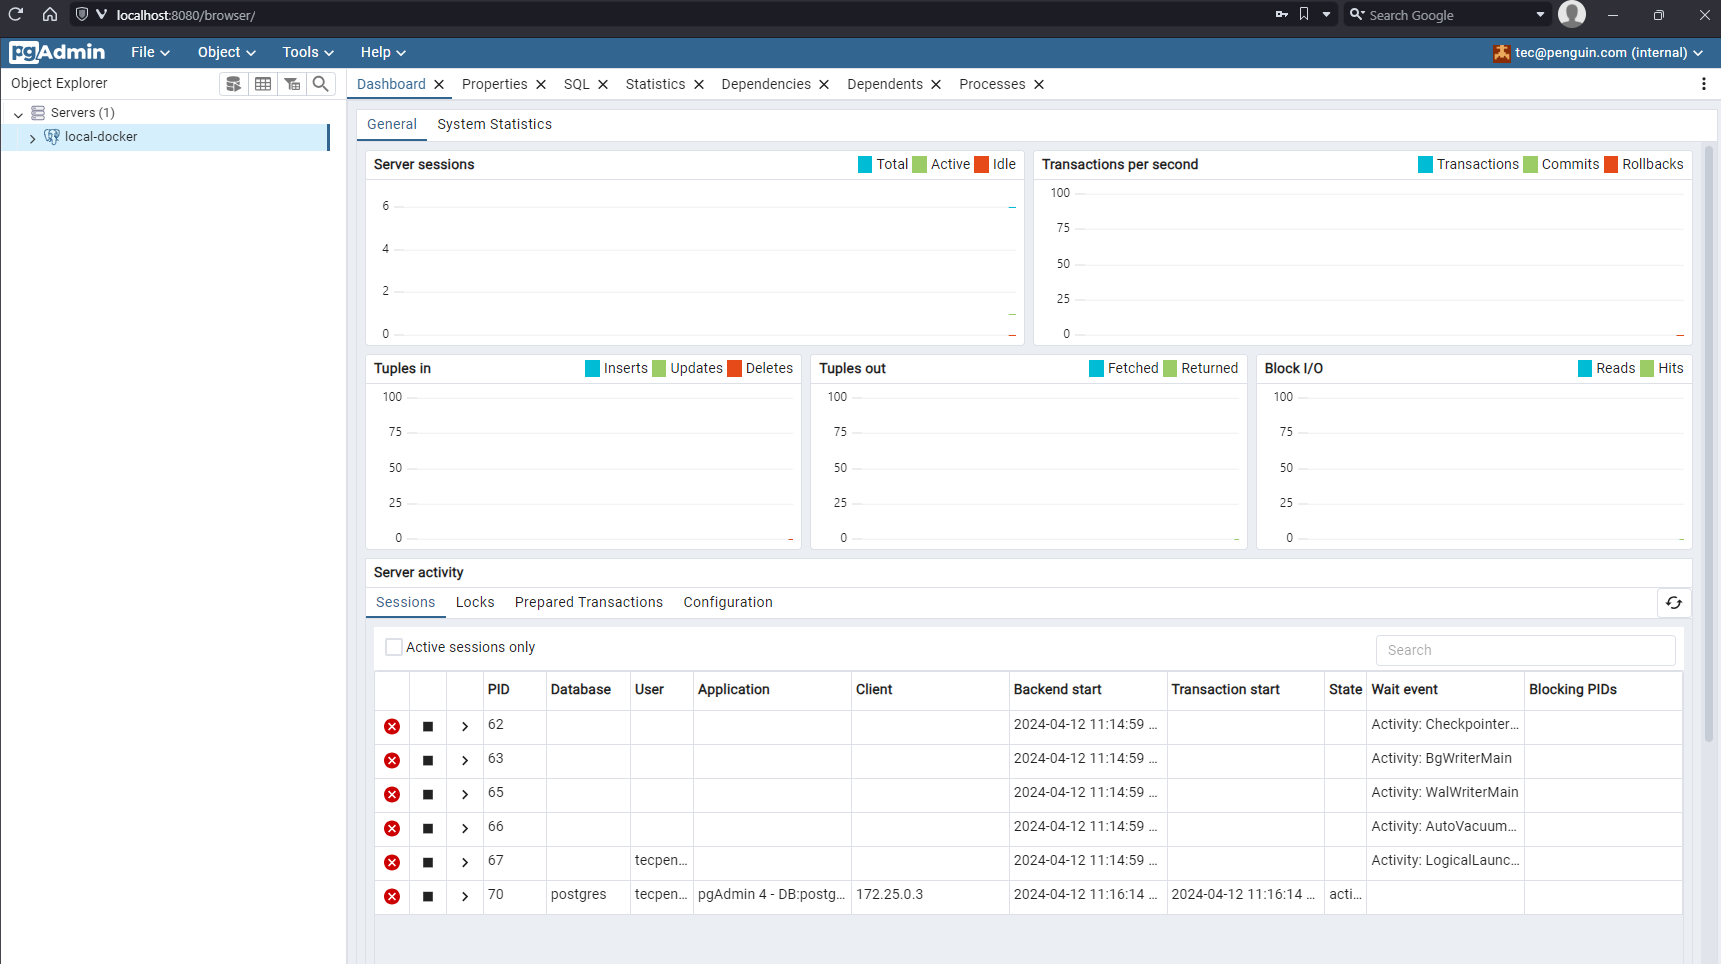 localhost:8080/browser/
Search Google
pgAdmin File Object Tools Help tec@penguin.com (internal)
Object Explorer
Servers (1)
local-docker
Dashboard Properties SQL Statistics Dependencies Dependents Processes
General System Statistics
Server sessions Total Active Idle
6
4
2
0
Transactions per second Transactions Commits Rollbacks
100
75
50
25
0
Tuples in Inserts Updates Deletes
100
75
50
25
0
Tuples out Fetched Returned
100
75
50
25
0
Block I/O Reads Hits
100
75
50
25
0
Server activity
Sessions Locks Prepared Transactions Configuration
Active sessions only Search
PID Database User Application Client Backend start Transaction start State Wait event Blocking PIDs
62 2024-04-12 11:14:59 ... Activity: Checkpointer...
63 2024-04-12 11:14:59 ... Activity: BgWriterMain
65 2024-04-12 11:14:59 ... Activity: WalWriterMain
66 2024-04-12 11:14:59 ... Activity: AutoVacuum...
67 tecpen... 2024-04-12 11:14:59 ... Activity: LogicalLaunc...
70 postgres tecpen... pgAdmin 4 - DB:postg... 172.25.0.3 2024-04-12 11:16:14 ... 2024-04-12 11:16:14 ... acti...